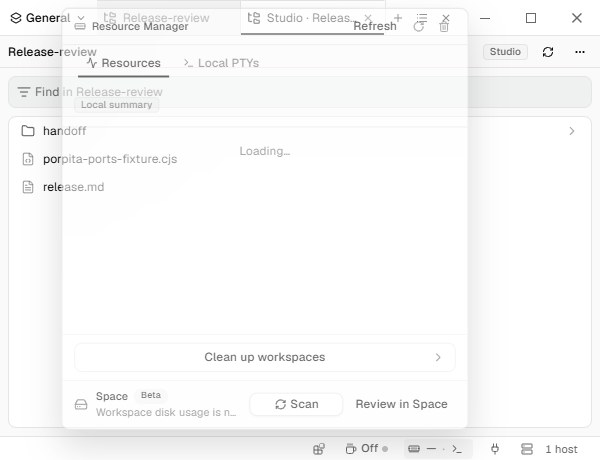 General
Release-review
Studio · Releas...
Resource Manager
Refresh
Release-review
Studio
Resources
Local PTYs
Find in Release-review
Local summary
handoff
Loading...
porpita-ports-fixture.cjs
release.md
Clean up workspaces
Space
Beta
Workspace disk usage is n...
Scan
Review in Space
Off
1 host